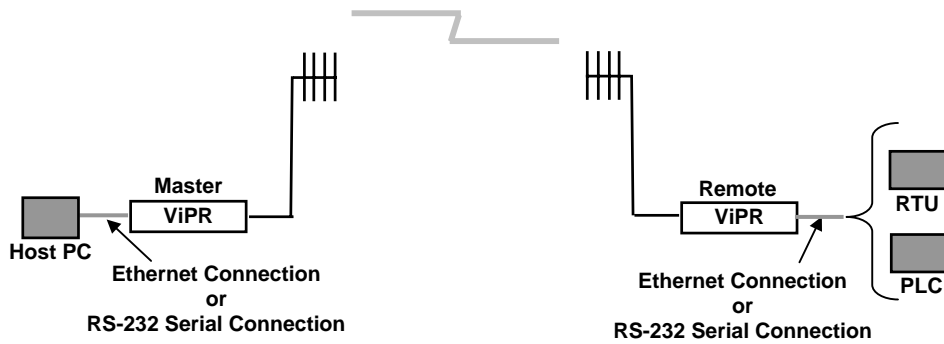 Master
ViPR
Host PC
Ethernet Connection
or
RS-232 Serial Connection
Remote
ViPR
RTU
PLC
Ethernet Connection
or
RS-232 Serial Connection